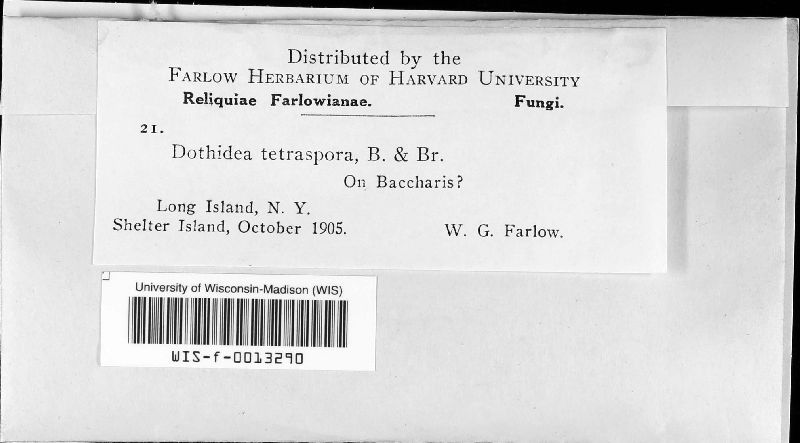 Distributed by the
FARLOW HERBARIUM OF HARVARD UNIVERSITY
Reliquiae Farlowianae. Fungi.
21.
Dothidea tetraspora, B. & Br.
On Baccharis?
Long Island, N. Y.
Shelter Island, October 1905. W. G. Farlow.
University of Wisconsin-Madison (WIS)
WIS-f-0013290